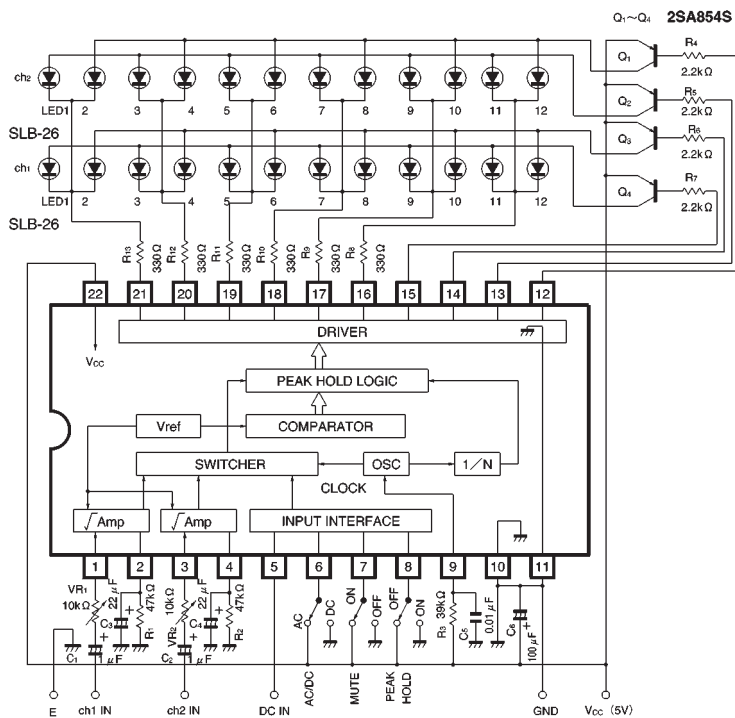 Q₁~Q₄ 2SA854S
R₄
Q₁
2.2kΩ
ch₂
R₅
Q₂
2.2kΩ
LED1 2 3 4 5 6 7 8 9 10 11 12
SLB-26
R₆
Q₃
2.2kΩ
ch₁
R₇
Q₄
2.2kΩ
LED1 2 3 4 5 6 7 8 9 10 11 12
SLB-26
R₁₃ 330Ω R₁₂ 330Ω R₁₁ 330Ω R₁₀ 330Ω R₉ 330Ω R₈ 330Ω
22 21 20 19 18 17 16 15 14 13 12
DRIVER
Vcc
PEAK HOLD LOGIC
Vref COMPARATOR
SWITCHER OSC 1/N
CLOCK
√Amp √Amp INPUT INTERFACE
1 2 3 4 5 6 7 8 9 10 11
VR₁ 10kΩ C₃ 22μF + R₁ 47kΩ
VR₂ 10kΩ C₄ 22μF + R₂ 47kΩ
AC DC ON OFF OFF ON
R₃ 39kΩ C₅ 0.01μF C₆ 100μF +
C₁ + 1μF C₂ + 1μF
AC/DC MUTE PEAK HOLD
E ch1 IN ch2 IN DC IN GND Vcc (5V)